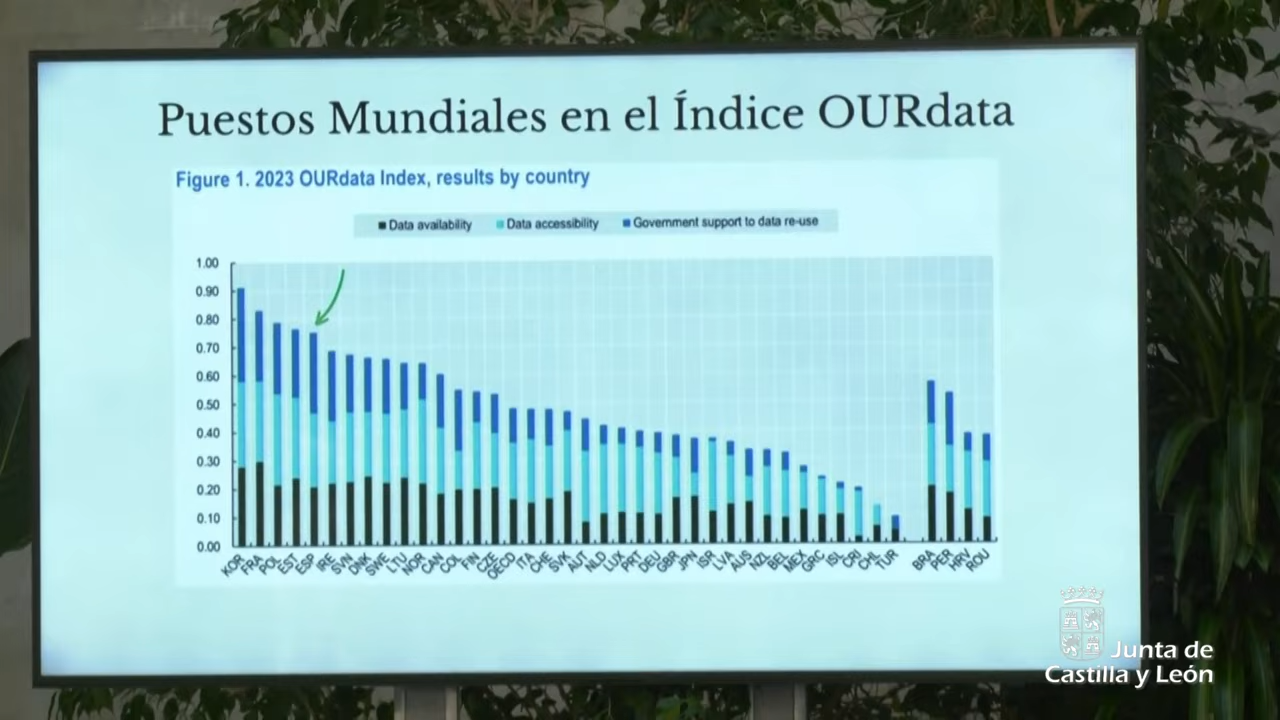 Puestos Mundiales en el Índice OURdata
Figure 1. 2023 OURdata Index, results by country
Data availability Data accessibility Government support to data re-use
1.00
0.90
0.80
0.70
0.60
0.50
0.40
0.30
0.20
0.10
0.00
KOR FRA POL EST ESP IRE SVN DNK SWE LTU NOR CAN COL FIN CZE OECD ITA CHE SVK AUT NLD LUX PRT DEU GBR JPN ISR LVA AUS NZL BEL MEX GRC ISL CRI CHL TUR BRA PER HRV ROU
Junta de
Castilla y León